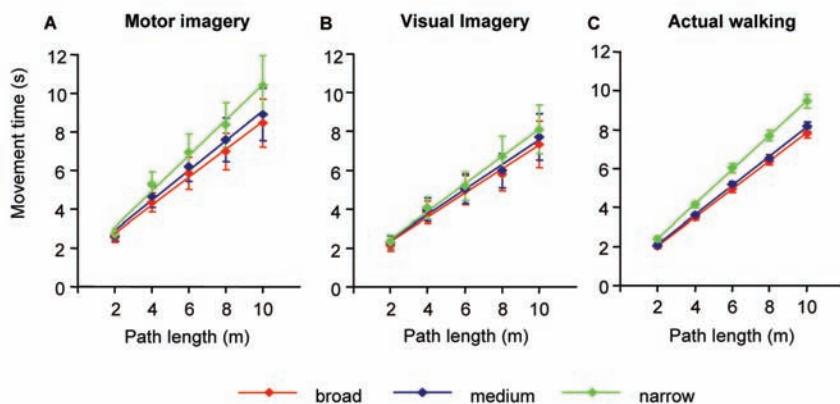 A Motor imagery
B Visual Imagery
C Actual walking
Movement time (s)
12
10
8
6
4
2
0
2 4 6 8 10
Path length (m)
12
10
8
6
4
2
0
2 4 6 8 10
Path length (m)
12
10
8
6
4
2
0
2 4 6 8 10
Path length (m)
broad medium narrow